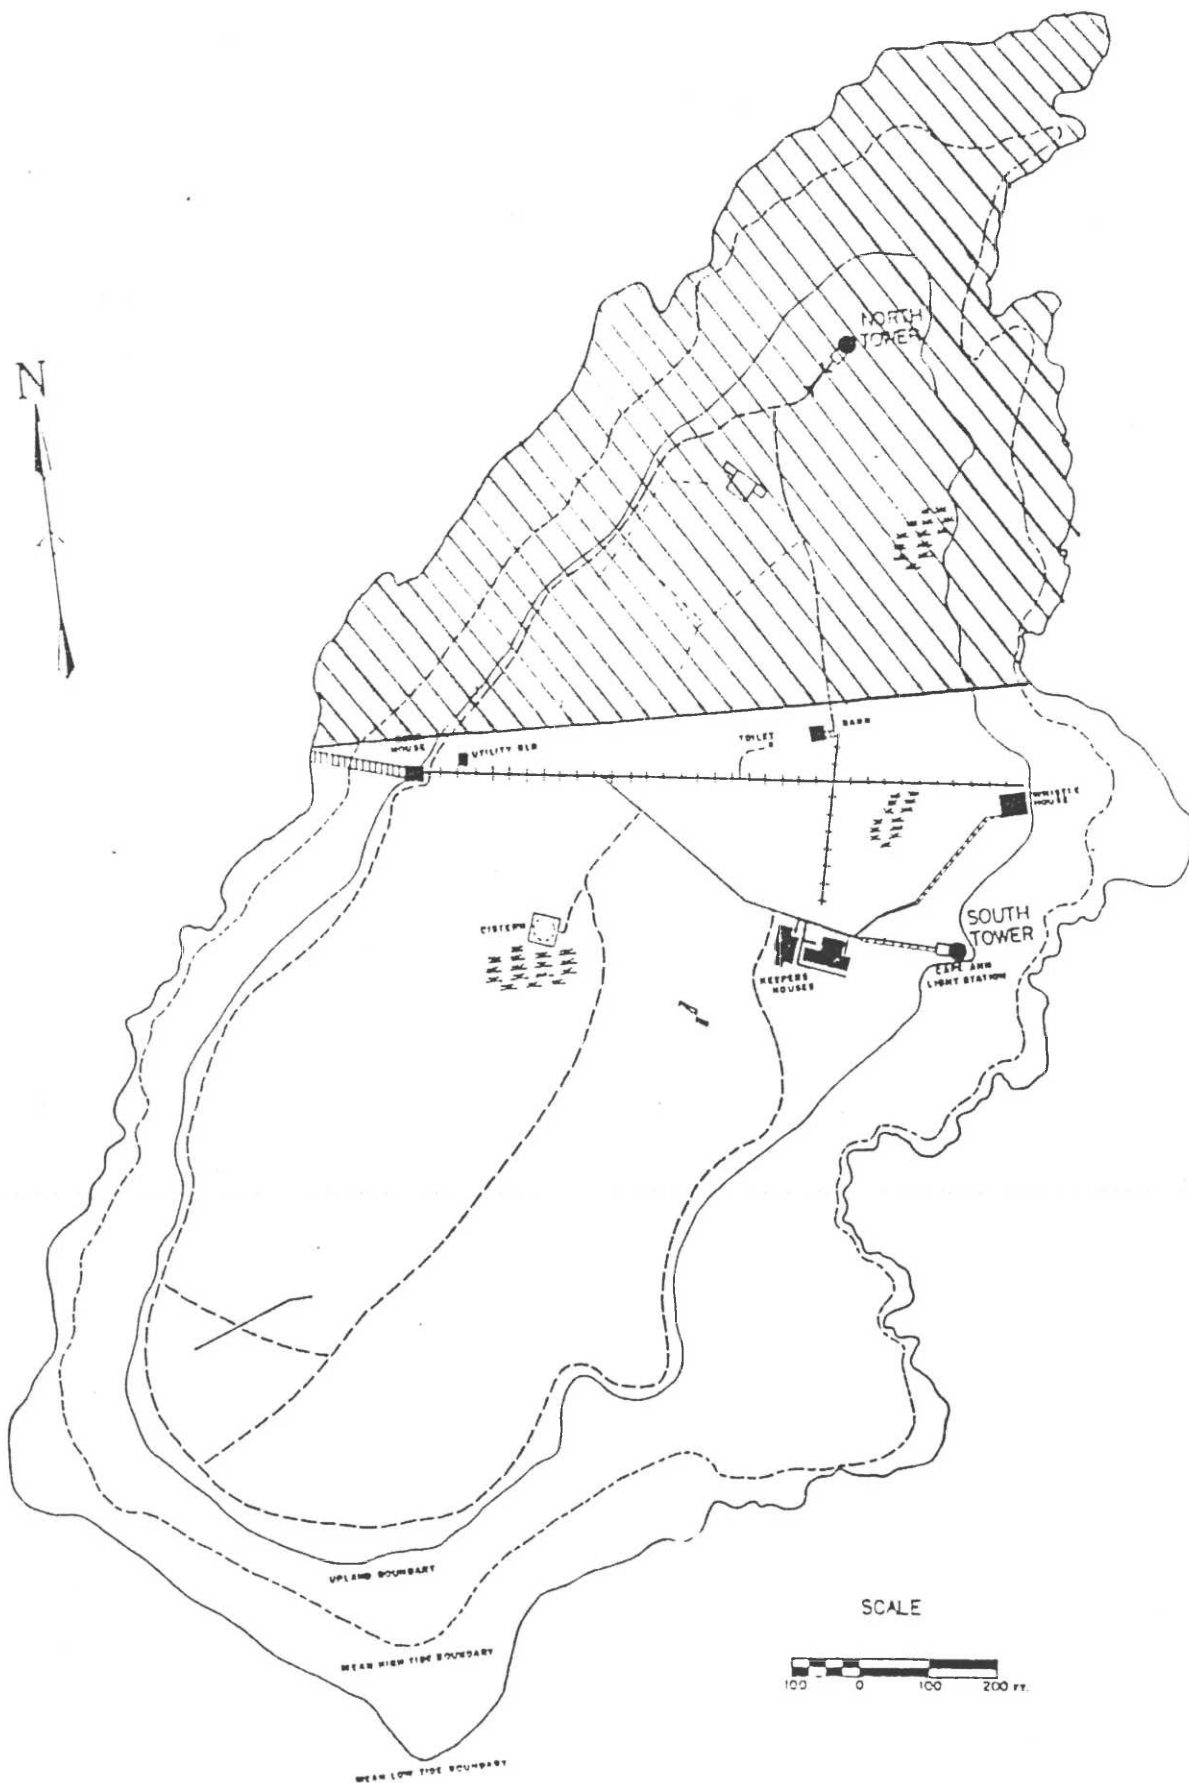 N
NORTH
TOWER
HOUSE
UTILITY BLD
TOILET
BARN
WHISTLE
HOUSE
CISTERN
SOUTH
TOWER
KEEPERS
HOUSES
CAPE ANN
LIGHT STATION
UPLAND BOUNDARY
MEAN HIGH TIDE BOUNDARY
MEAN LOW TIDE BOUNDARY
SCALE
100 0 100 200 FT.